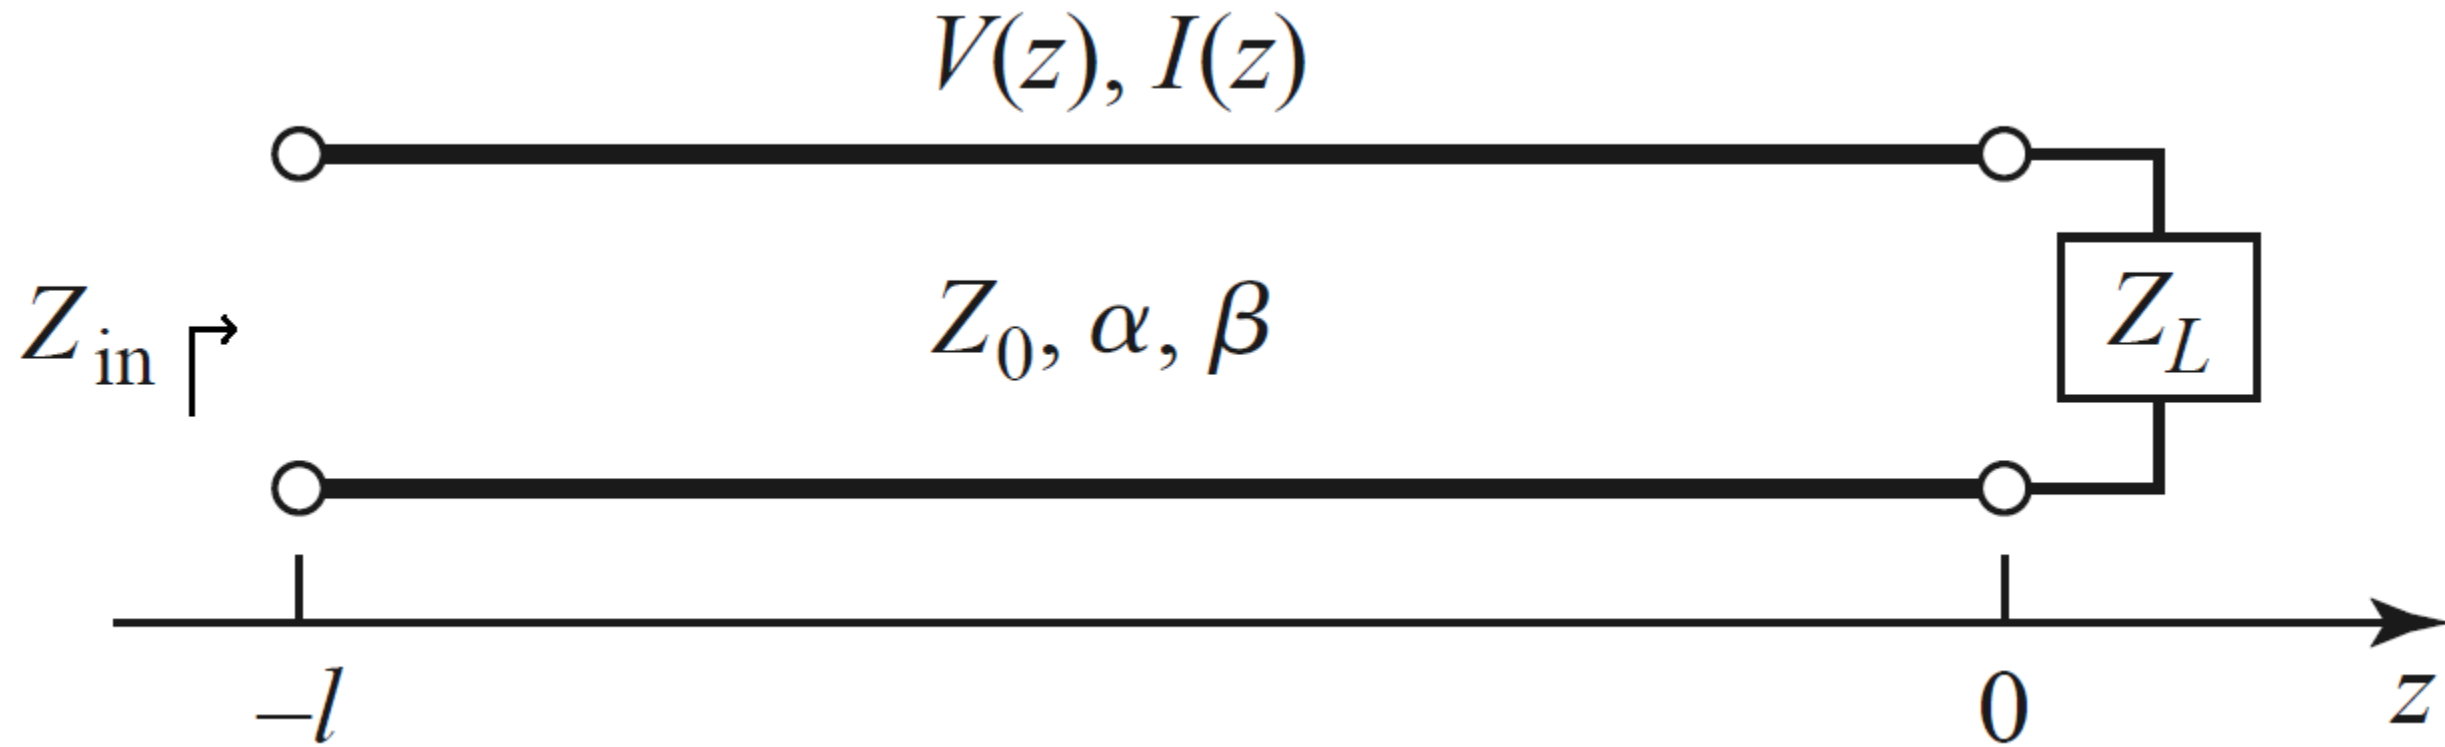 V(z), I(z)
Z_in
Z_0, α, β
Z_L
–l
0
z